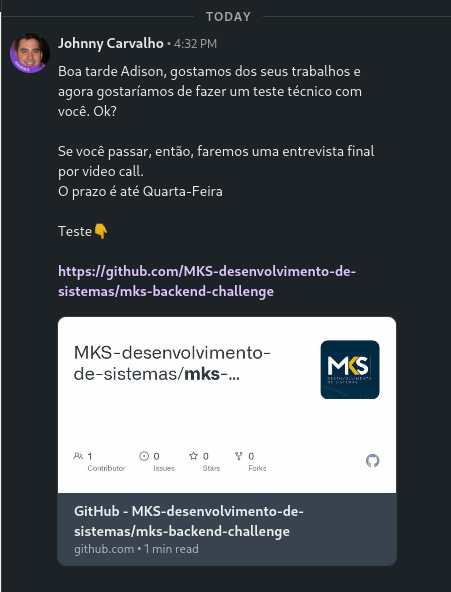 TODAY
Johnny Carvalho • 4:32 PM
Boa tarde Adison, gostamos dos seus trabalhos e
agora gostaríamos de fazer um teste técnico com
você. Ok?
Se você passar, então, faremos uma entrevista final
por video call.
O prazo é até Quarta-Feira
Teste👇
https://github.com/MKS-desenvolvimento-de-
sistemas/mks-backend-challenge
MKS-desenvolvimento-
de-sistemas/mks-...
MKS
DESENVOLVIMENTO
DE SISTEMAS
1
Contributor
0
Issues
0
Stars
0
Forks
GitHub - MKS-desenvolvimento-de-
sistemas/mks-backend-challenge
github.com • 1 min read